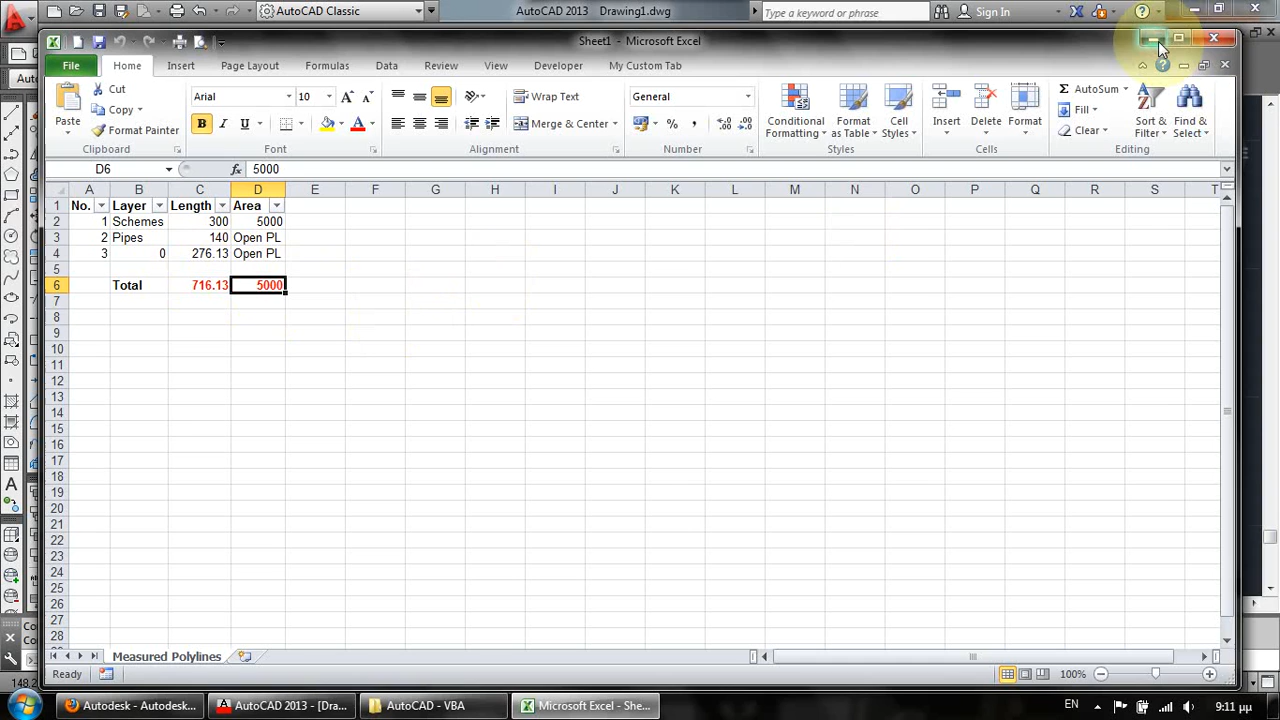 AutoCAD Classic
AutoCAD 2013 Drawing1.dwg
Type a keyword or phrase
Sign In
Sheet1 - Microsoft Excel
Auto
File
Home
Insert
Page Layout
Formulas
Data
Review
View
Developer
My Custom Tab
Paste
Cut
Copy
Format Painter
Clipboard
Arial
10
B I U
Font
Wrap Text
Merge & Center
Alignment
General
%
Number
Conditional Formatting
Format as Table
Cell Styles
Styles
Insert
Delete
Format
Cells
AutoSum
Fill
Clear
Sort & Filter
Find & Select
Editing
D6
fx
5000
A B C D E F G H I J K L M N O P Q R S T
1 No. Layer Length Area
2 1 Schemes 300 5000
3 2 Pipes 140 Open PL
4 3 0 276.13 Open PL
5
6 Total 716.13 5000
7
8
9
10
11
12
13
14
15
16
17
18
19
20
21
22
23
24
25
26
27
28
Co
Co
Measured Polylines
Ready
100%
148.2
Autodesk - Autodesk...
AutoCAD 2013 - [Dra...
AutoCAD - VBA
Microsoft Excel - She...
EN
9:11 μμ